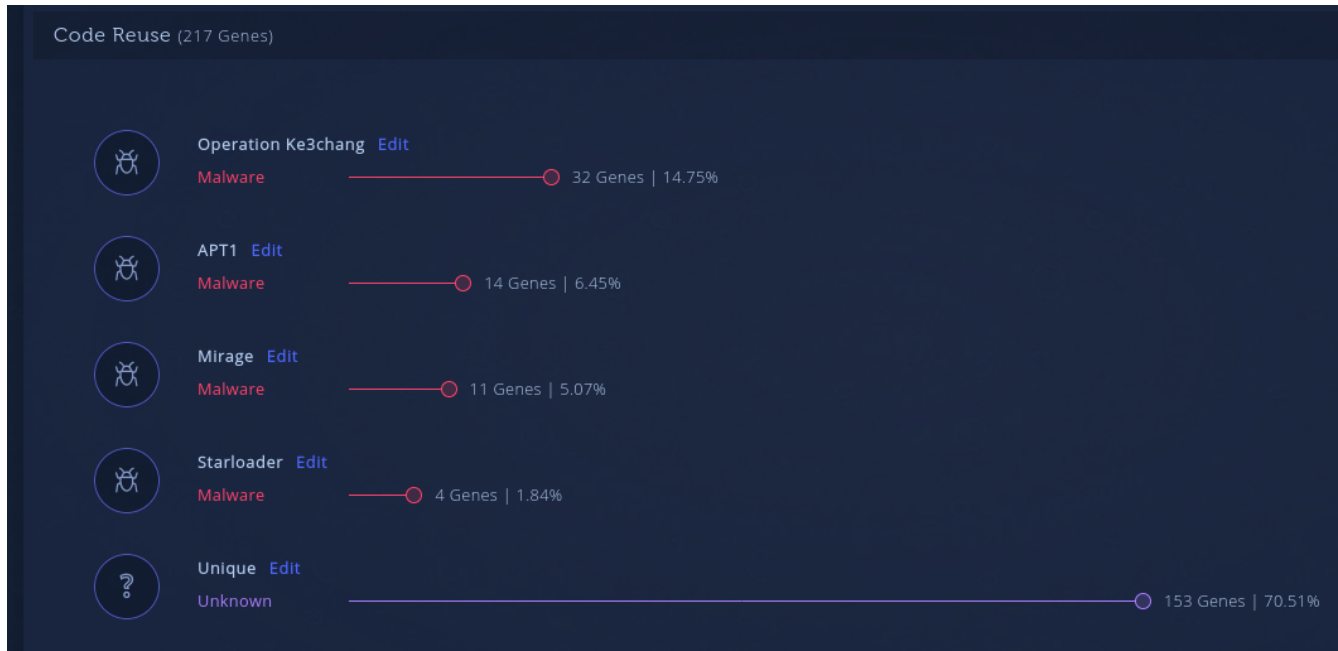 Code Reuse (217 Genes)
Operation Ke3chang Edit
Malware 32 Genes | 14.75%
APT1 Edit
Malware 14 Genes | 6.45%
Mirage Edit
Malware 11 Genes | 5.07%
Starloader Edit
Malware 4 Genes | 1.84%
Unique Edit
Unknown 153 Genes | 70.51%